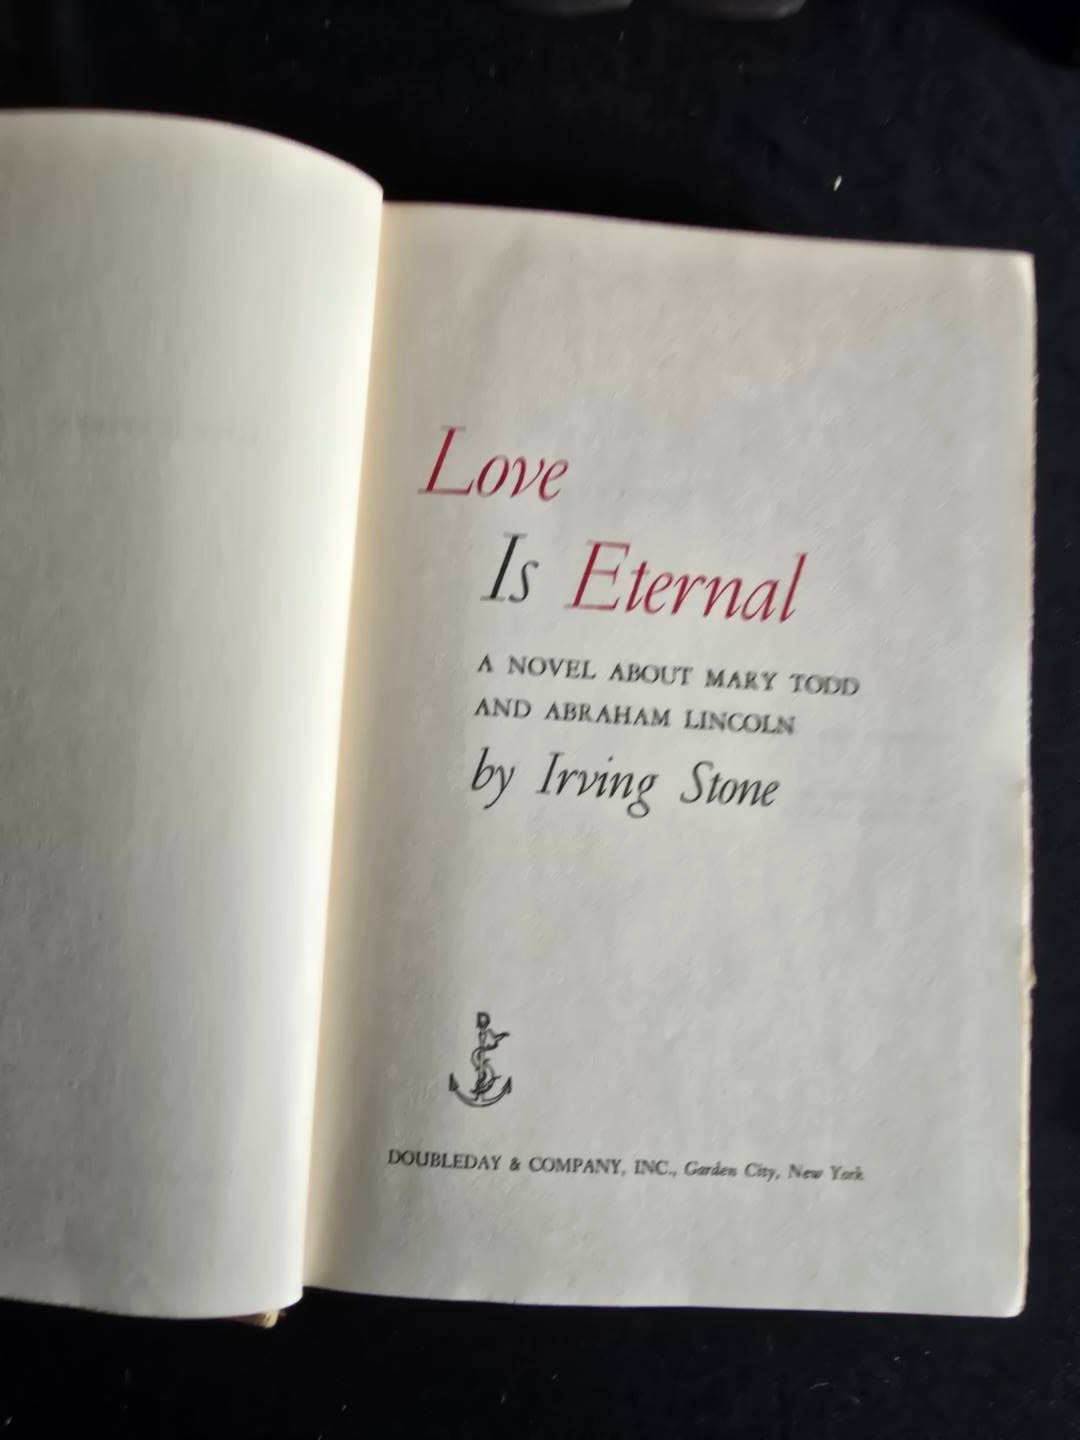 Love
Is Eternal
A NOVEL ABOUT MARY TODD
AND ABRAHAM LINCOLN
by Irving Stone
D
DOUBLEDAY & COMPANY, INC., Garden City, New York